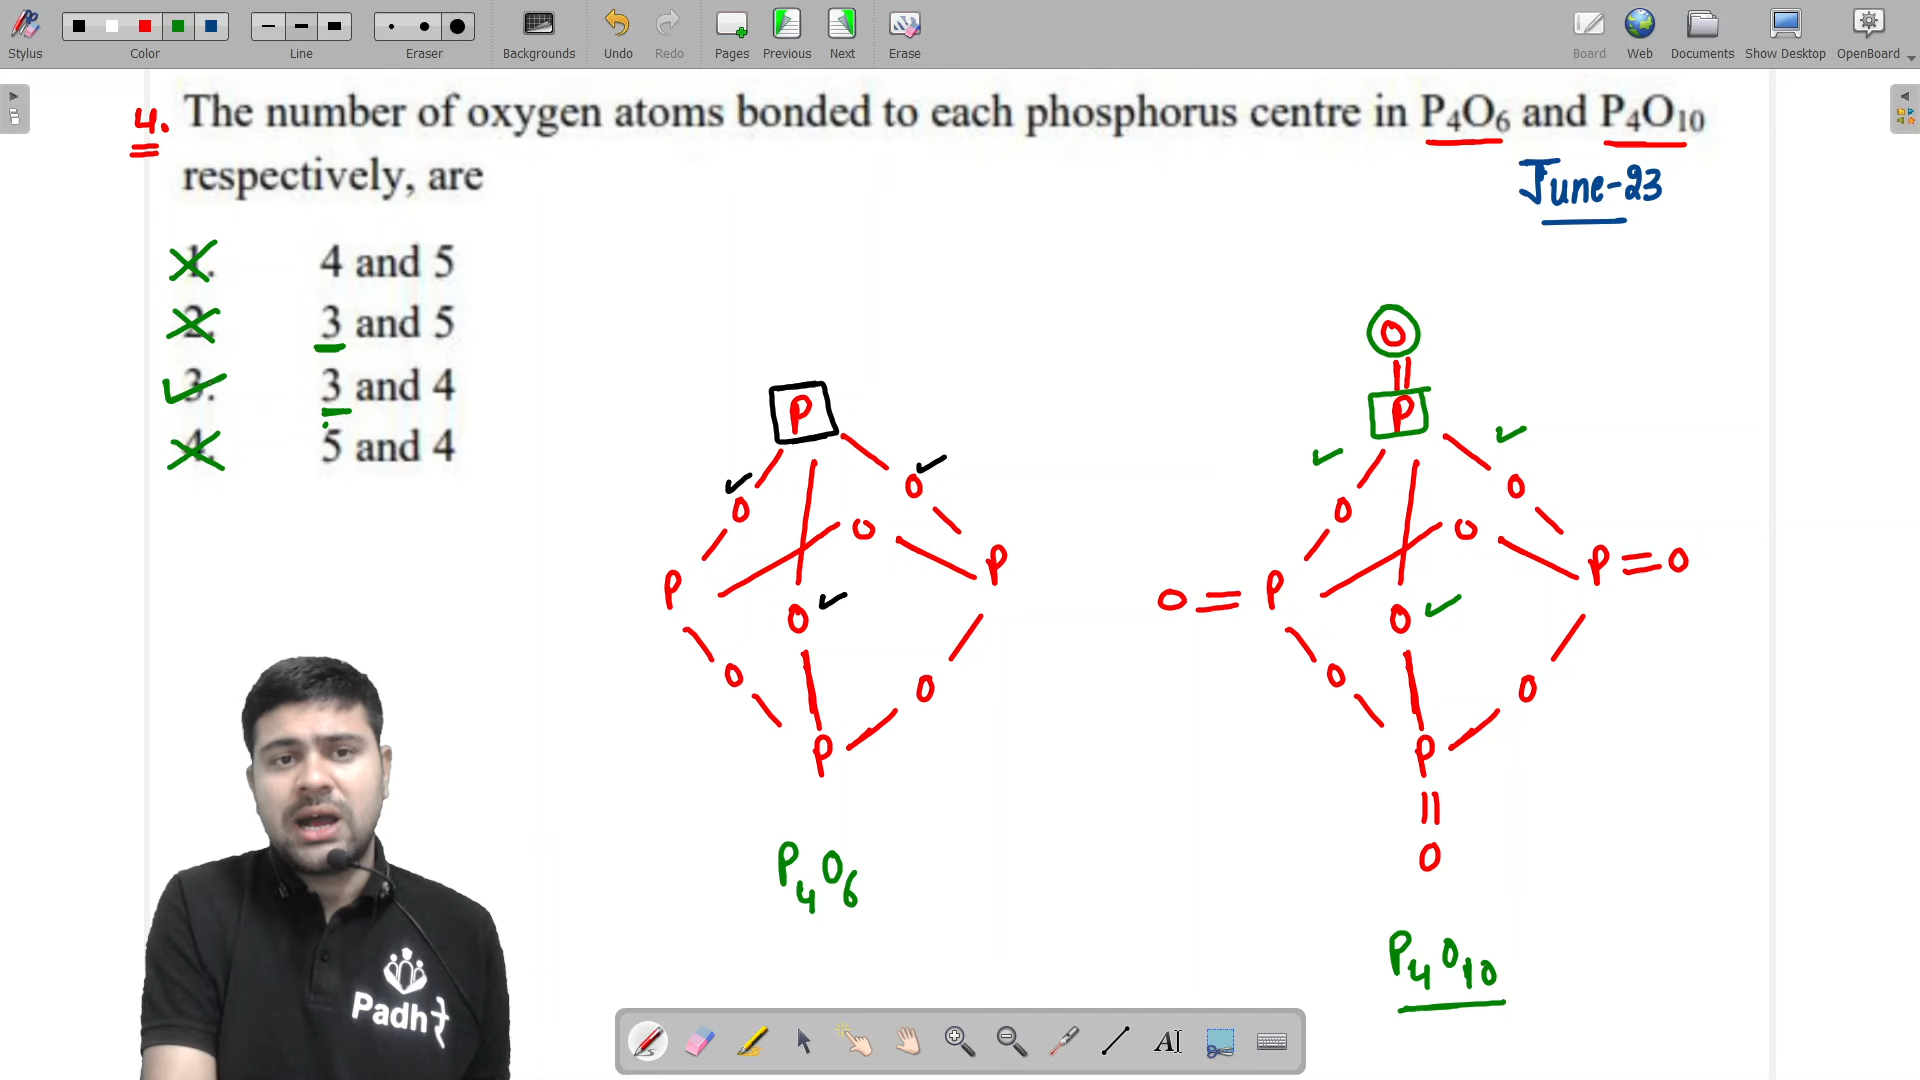 Stylus
Color
Line
Eraser
Backgrounds
Undo
Redo
Pages
Previous
Next
Erase
Board
Web
Documents
Show Desktop
OpenBoard
4. The number of oxygen atoms bonded to each phosphorus centre in P₄O₆ and P₄O₁₀
respectively, are
June-23
1. 4 and 5
2. 3 and 5
3. 3 and 4
4. 5 and 4
P
O
O
O
P
P
O
O
O
P
P₄O₆
O
P
O
O
O
P=O
O=P
O
O
O
P
O
P₄O₁₀
Padhरे
A